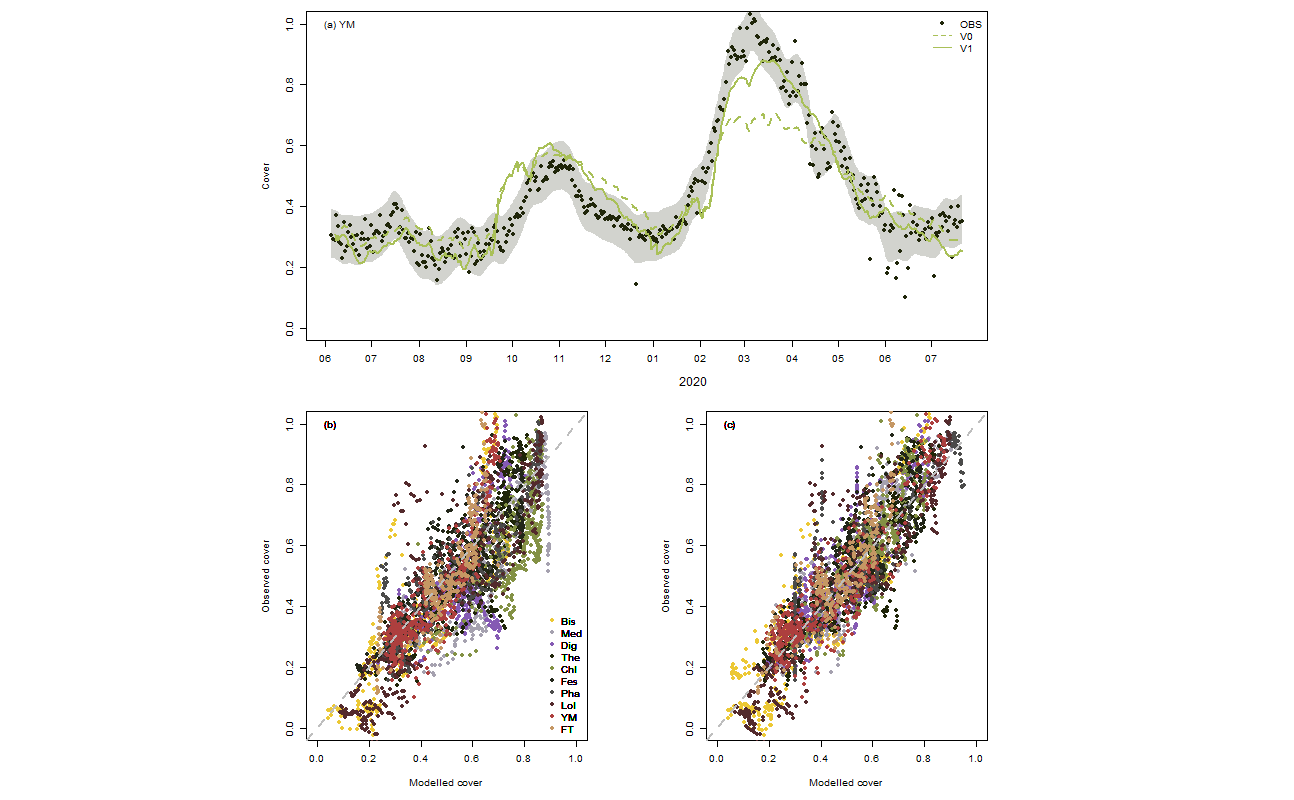 (a) YM
OBS
V0
V1
Cover
1.0
0.8
0.6
0.4
0.2
0.0
06 07 08 09 10 11 12 01 02 03 04 05 06 07
2020
(b)
Observed cover
1.0
0.8
0.6
0.4
0.2
0.0
Bis
Med
Dig
The
Chl
Fes
Pha
Lol
YM
FT
0.0 0.2 0.4 0.6 0.8 1.0
Modelled cover
(c)
Observed cover
1.0
0.8
0.6
0.4
0.2
0.0
0.0 0.2 0.4 0.6 0.8 1.0
Modelled cover